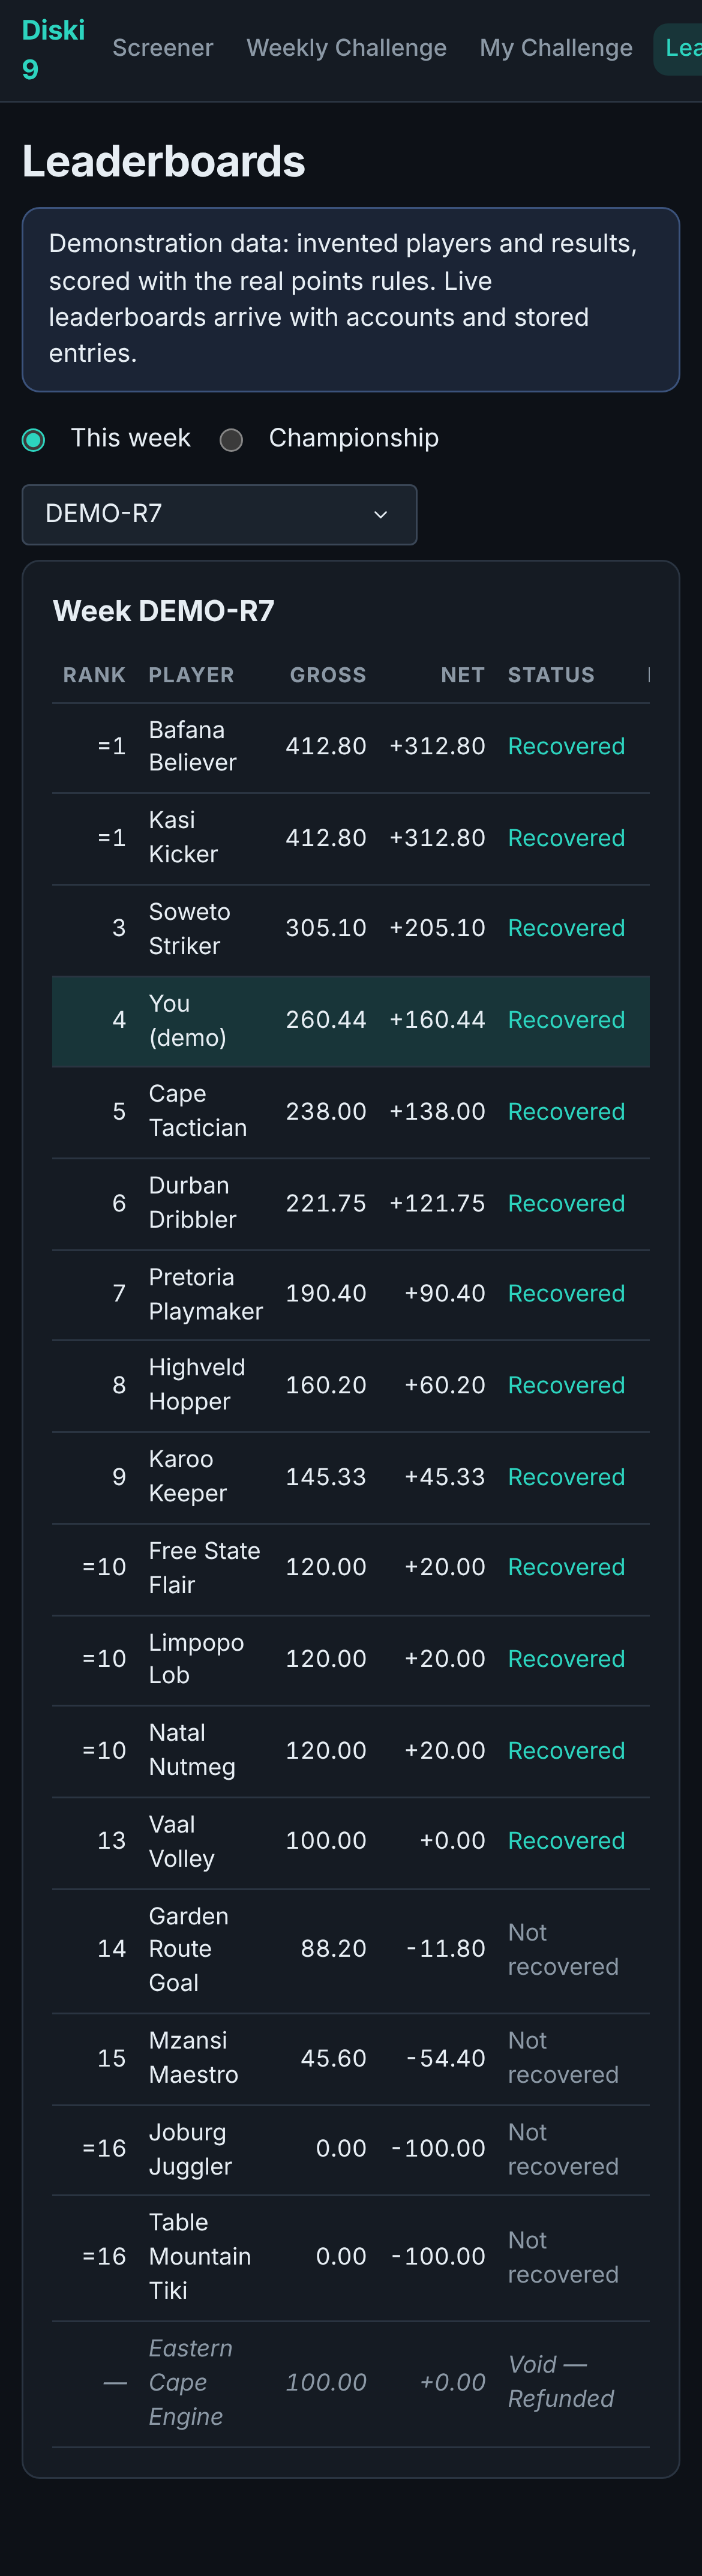 Diski
9
Screener Weekly Challenge My Challenge Lea
Leaderboards
Demonstration data: invented players and results,
scored with the real points rules. Live
leaderboards arrive with accounts and stored
entries.
This week Championship
DEMO-R7
Week DEMO-R7
RANK PLAYER GROSS NET STATUS
=1 Bafana Believer 412.80 +312.80 Recovered
=1 Kasi Kicker 412.80 +312.80 Recovered
3 Soweto Striker 305.10 +205.10 Recovered
4 You (demo) 260.44 +160.44 Recovered
5 Cape Tactician 238.00 +138.00 Recovered
6 Durban Dribbler 221.75 +121.75 Recovered
7 Pretoria Playmaker 190.40 +90.40 Recovered
8 Highveld Hopper 160.20 +60.20 Recovered
9 Karoo Keeper 145.33 +45.33 Recovered
=10 Free State Flair 120.00 +20.00 Recovered
=10 Limpopo Lob 120.00 +20.00 Recovered
=10 Natal Nutmeg 120.00 +20.00 Recovered
13 Vaal Volley 100.00 +0.00 Recovered
14 Garden Route Goal 88.20 -11.80 Not recovered
15 Mzansi Maestro 45.60 -54.40 Not recovered
=16 Joburg Juggler 0.00 -100.00 Not recovered
=16 Table Mountain Tiki 0.00 -100.00 Not recovered
— Eastern Cape Engine 100.00 +0.00 Void — Refunded